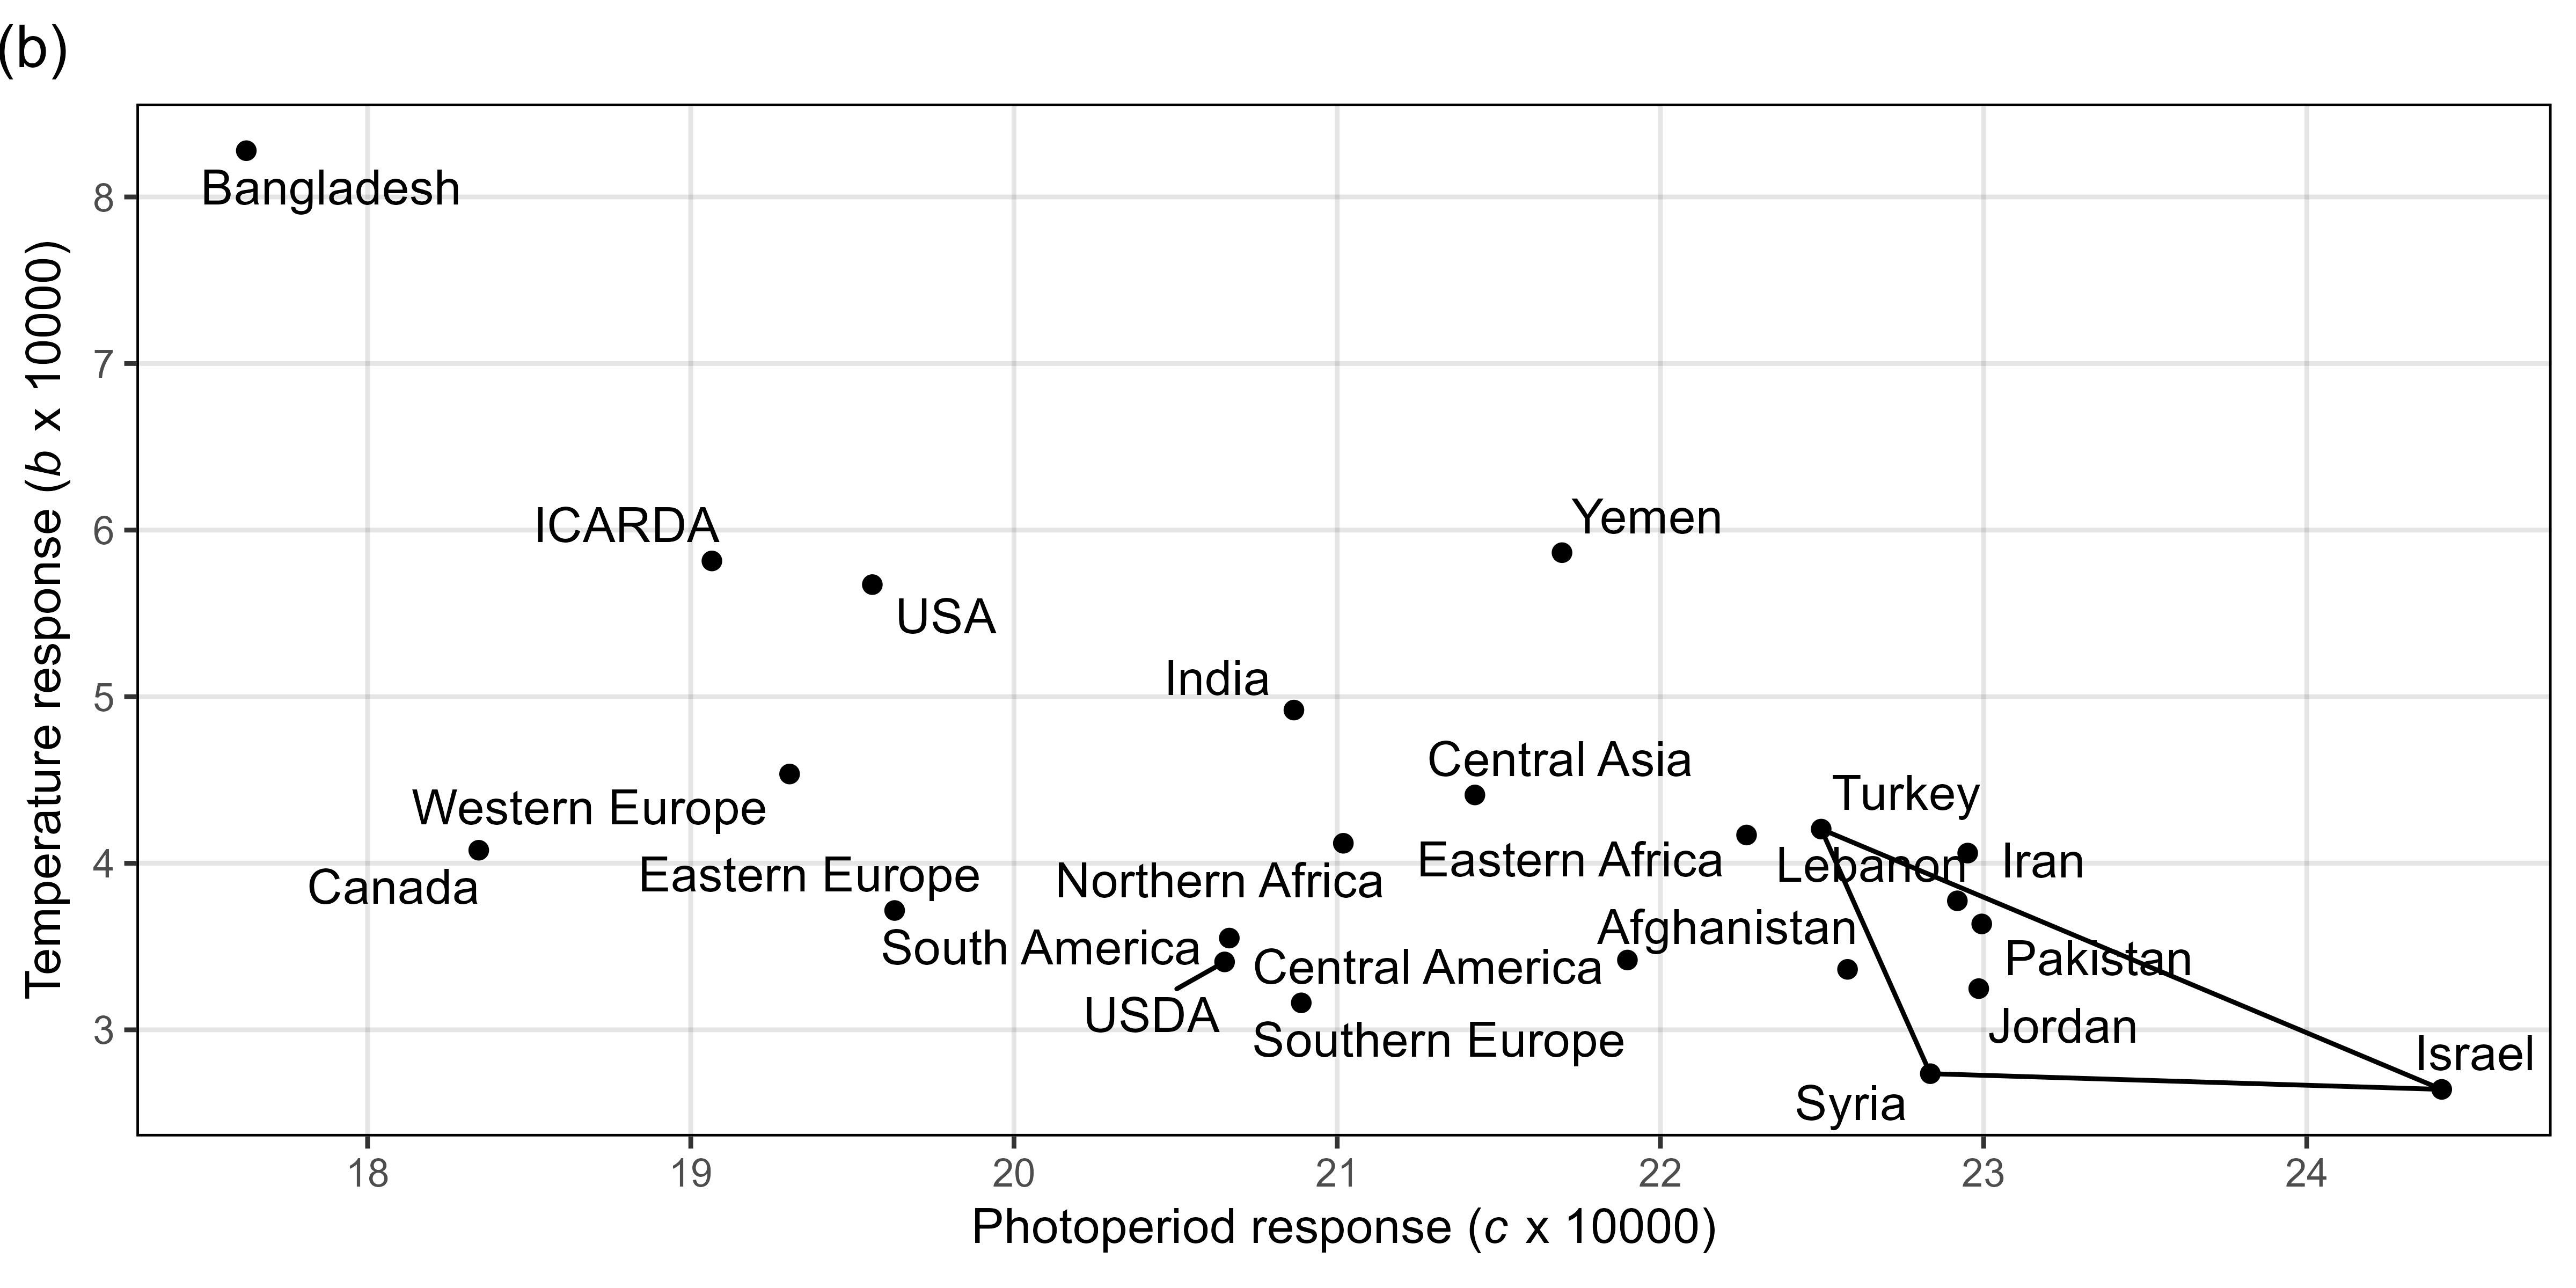 (b)
Temperature response (b x 10000)
8
7
6
5
4
3
Bangladesh
ICARDA
Yemen
USA
India
Central Asia
Turkey
Western Europe
Canada
Eastern Europe
Northern Africa
Eastern Africa
Lebanon
Iran
South America
Afghanistan
Central America
Pakistan
USDA
Jordan
Southern Europe
Israel
Syria
18
19
20
21
22
23
24
Photoperiod response (c x 10000)